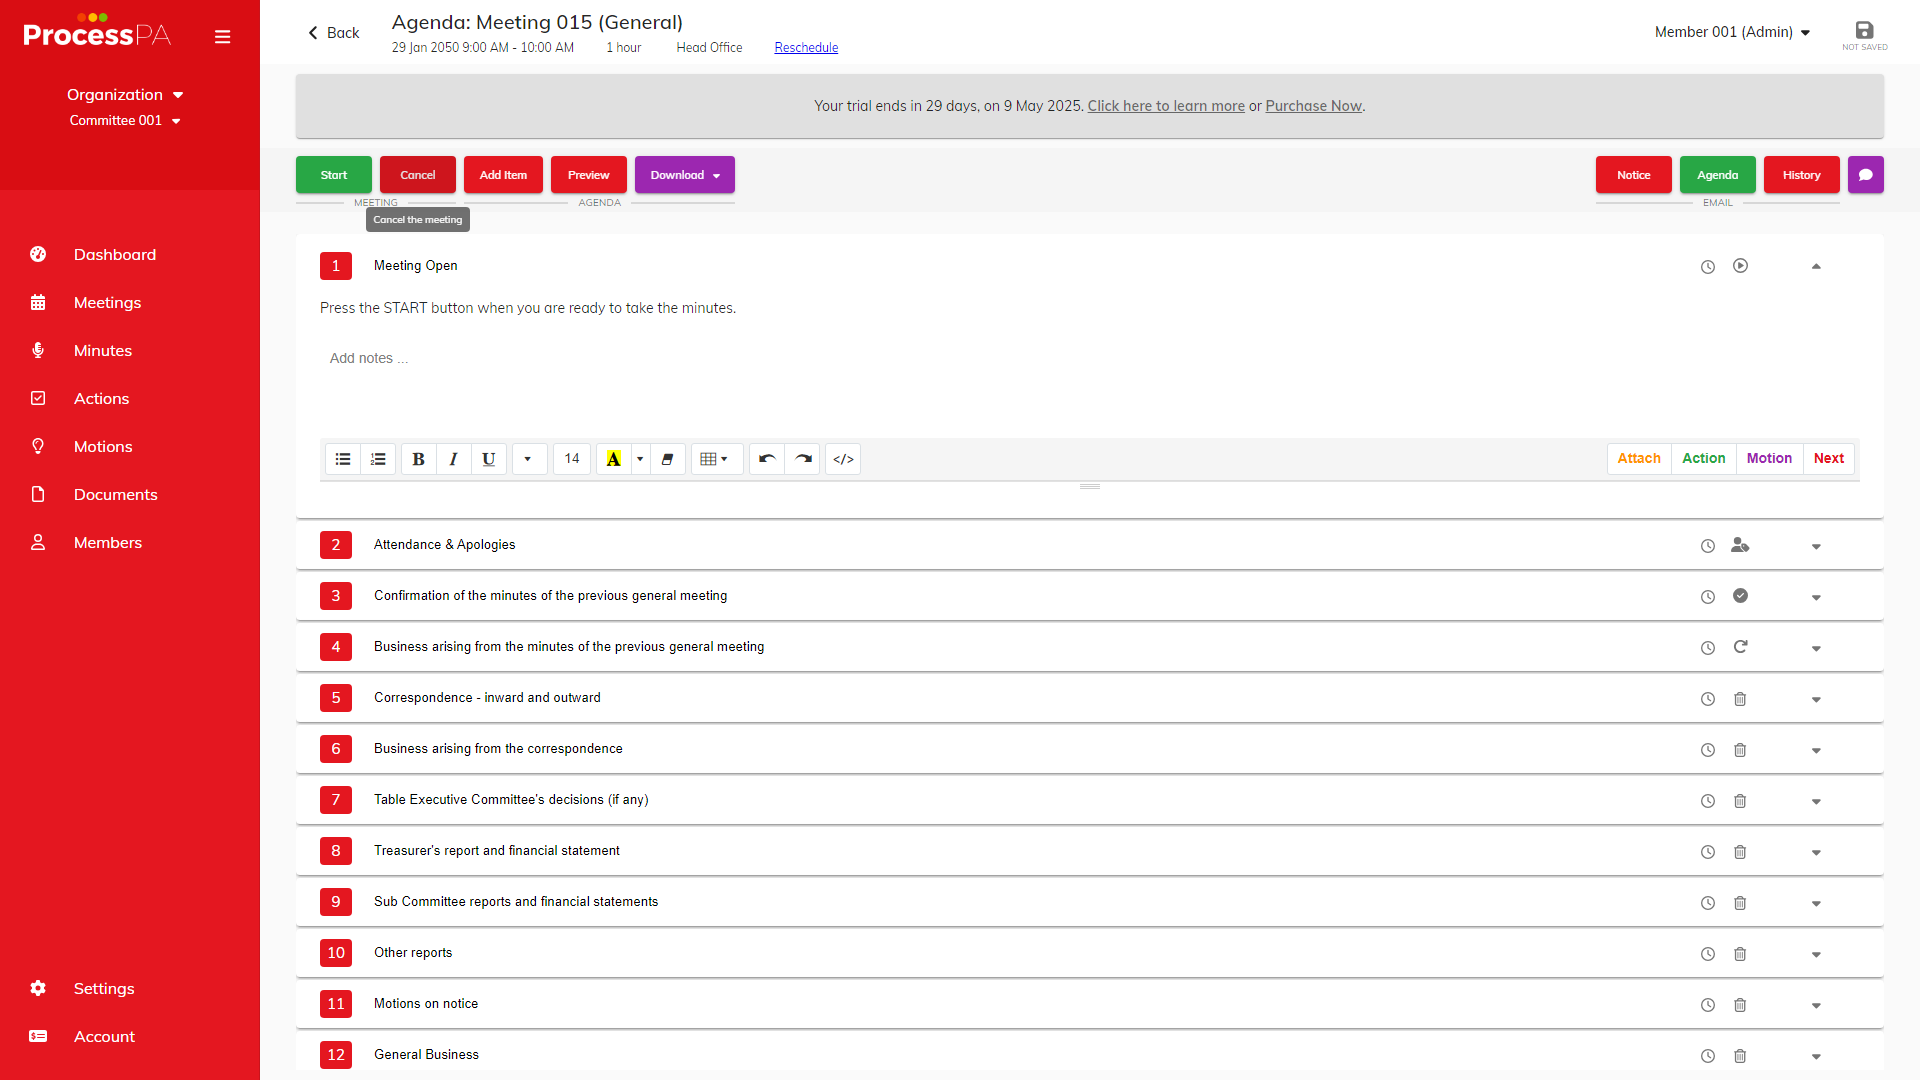 ProcessPA
Organization
Committee 001
Dashboard
Meetings
Minutes
Actions
Motions
Documents
Members
Settings
Account
Back
Agenda: Meeting 015 (General)
29 Jan 2050 9:00 AM - 10:00 AM 1 hour Head Office Reschedule
Member 001 (Admin)
NOT SAVED
Your trial ends in 29 days, on 9 May 2025. Click here to learn more or Purchase Now.
Start Cancel Add Item Preview Download
MEETING AGENDA
Cancel the meeting
Notice Agenda History
EMAIL
1 Meeting Open
Press the START button when you are ready to take the minutes.
Add notes ...
B I U 14 A </>
Attach Action Motion Next
2 Attendance & Apologies
3 Confirmation of the minutes of the previous general meeting
4 Business arising from the minutes of the previous general meeting
5 Correspondence - inward and outward
6 Business arising from the correspondence
7 Table Executive Committee's decisions (if any)
8 Treasurer's report and financial statement
9 Sub Committee reports and financial statements
10 Other reports
11 Motions on notice
12 General Business